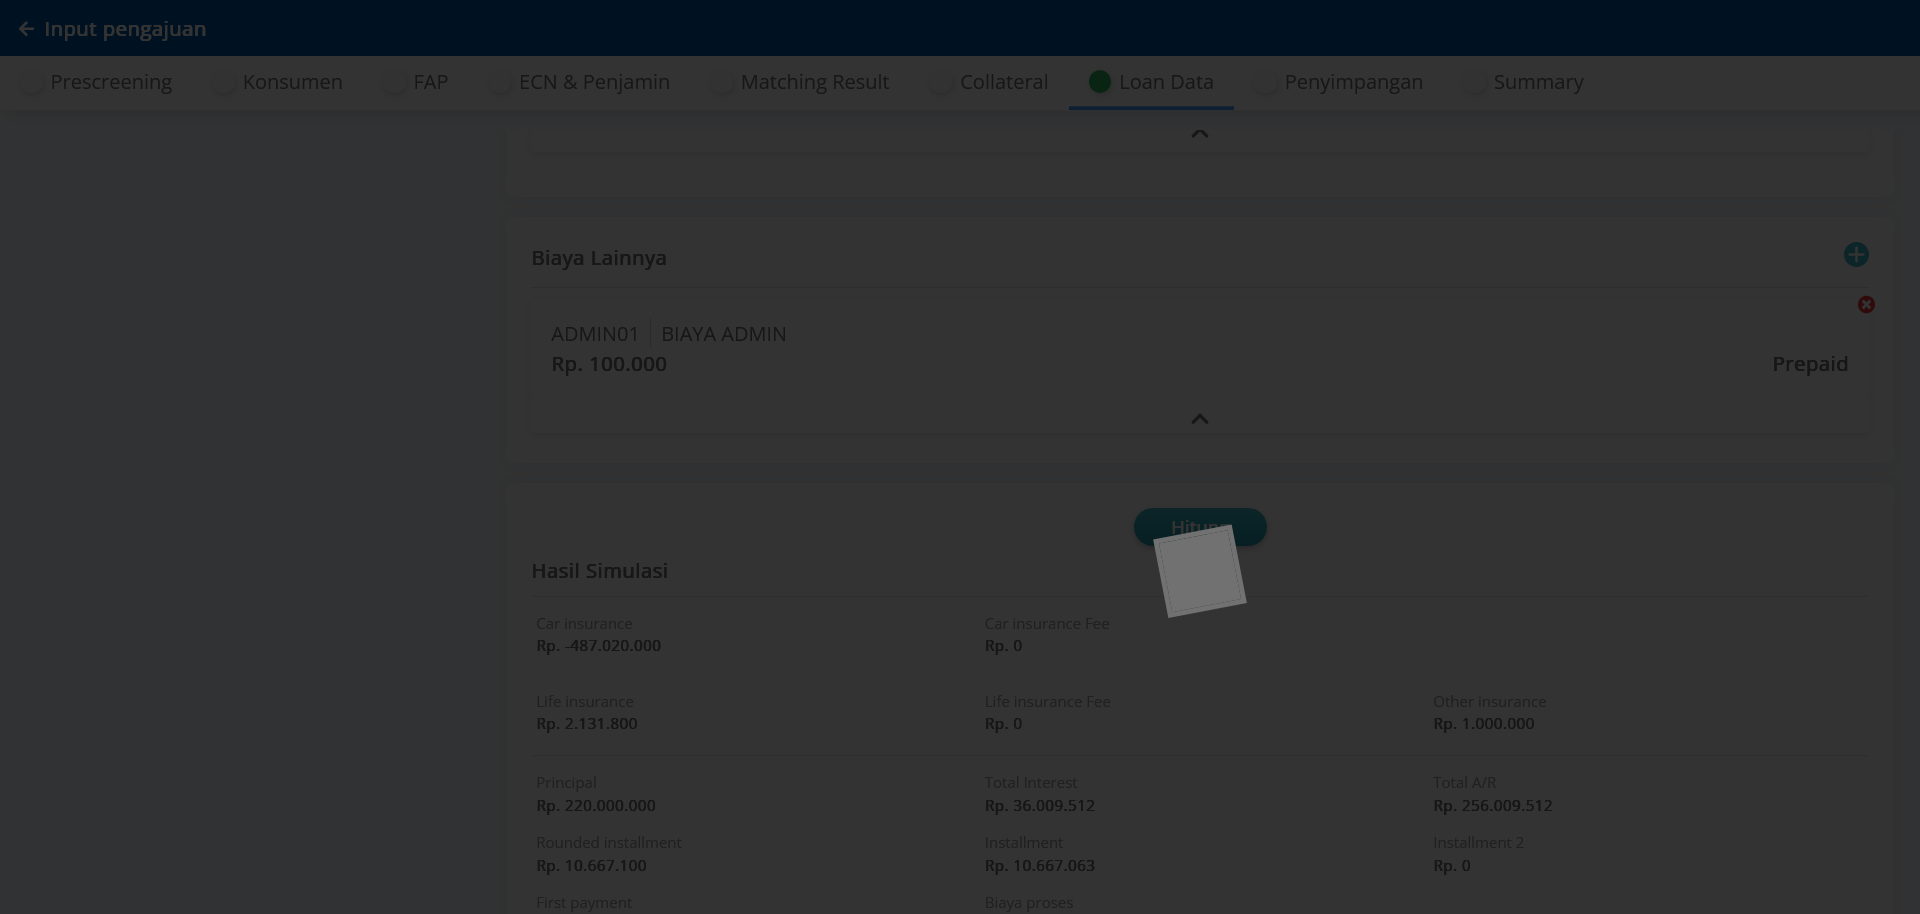 Input pengajuan
Prescreening Konsumen FAP ECN & Penjamin Matching Result Collateral Loan Data Penyimpangan Summary
Biaya Lainnya
ADMIN01 BIAYA ADMIN
Rp. 100.000 Prepaid
Hasil Simulasi
Car insurance Car insurance Fee
Rp. -487.020.000 Rp. 0
Life insurance Life insurance Fee Other insurance
Rp. 2.131.800 Rp. 0 Rp. 1.000.000
Principal Total Interest Total A/R
Rp. 220.000.000 Rp. 36.009.512 Rp. 256.009.512
Rounded installment Installment Installment 2
Rp. 10.667.100 Rp. 10.667.063 Rp. 0
First payment Biaya proses